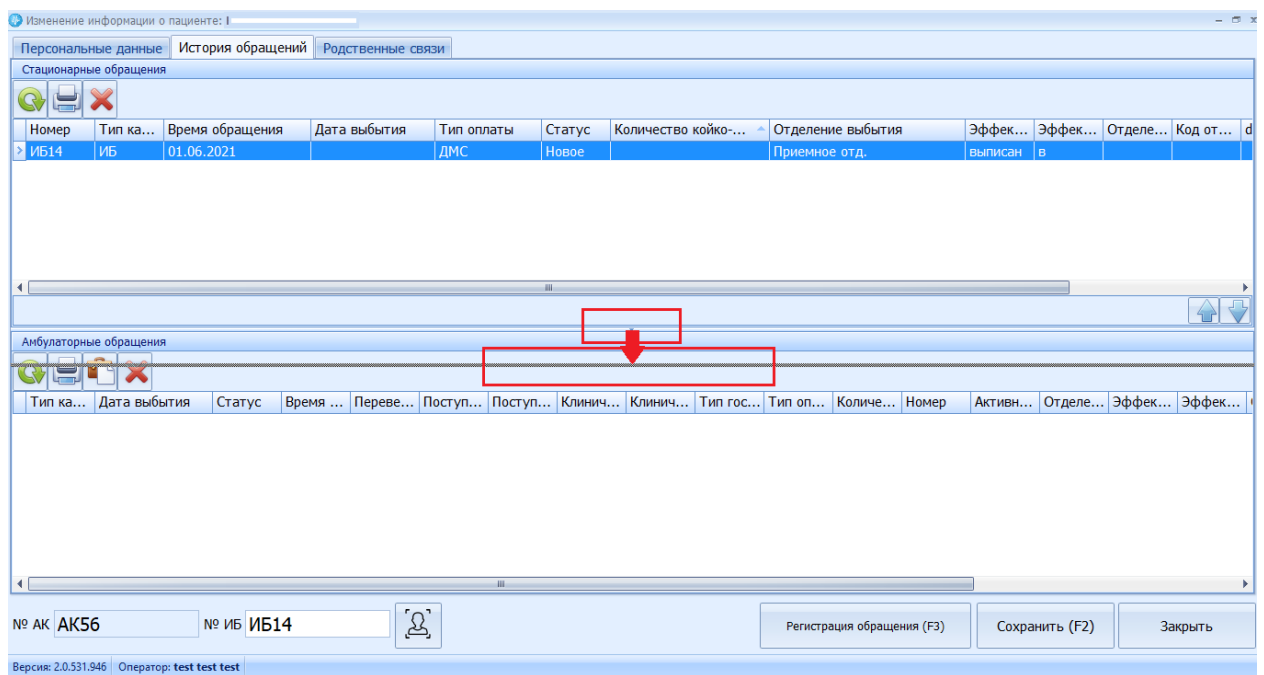 Изменение информации о пациенте: I
Персональные данные История обращений Родственные связи
Стационарные обращения
Номер Тип ка... Время обращения Дата выбытия Тип оплаты Статус Количество койко-... Отделение выбытия Эффек... Эффек... Отделе... Код от... d
ИБ14 ИБ 01.06.2021 ДМС Новое Приемное отд. выписан в
Амбулаторные обращения
Тип ка... Дата выбытия Статус Время ... Переве... Поступ... Поступ... Клинич... Клинич... Тип гос... Тип оп... Количе... Номер Активн... Отделе... Эффек... Эффек...
№ АК АК56 № ИБ ИБ14 Регистрация обращения (F3) Сохранить (F2) Закрыть
Версия: 2.0.531.946 Оператор: test test test